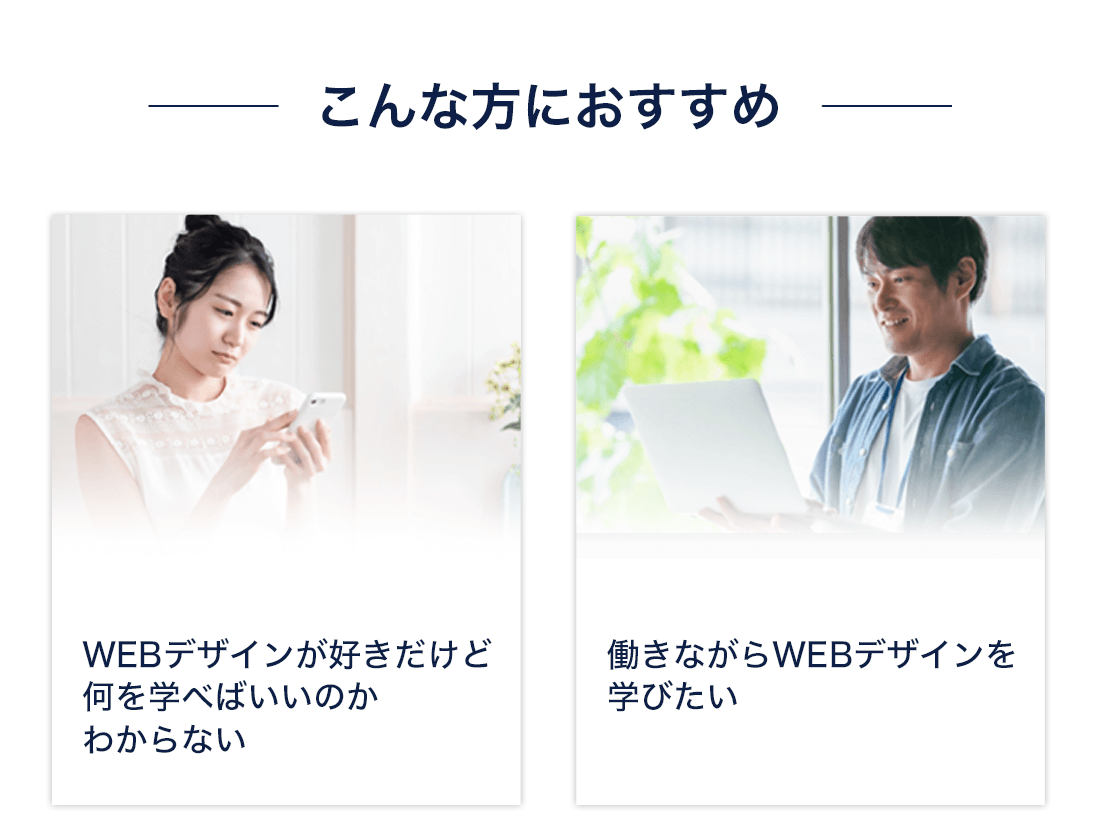 こんな方におすすめ
WEBデザインが好きだけど
何を学べばいいのか
わからない
働きながらWEBデザインを
学びたい